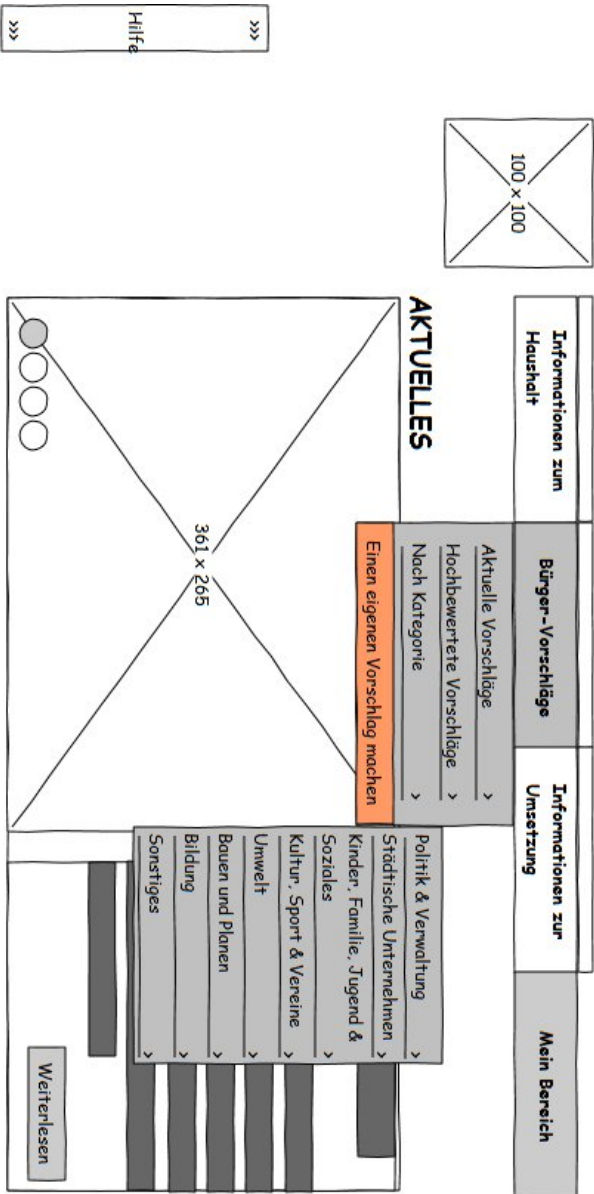 Informationen zum
Haushalt
Bürger-Vorschläge
Informationen zur
Umsetzung
Mein Bereich
100 x 100
Aktuelle Vorschläge >
Hochbewertete Vorschläge >
Nach Kategorie >
Einen eigenen Vorschlag machen
AKTUELLES
Politik & Verwaltung >
Städtische Unternehmen >
Kinder, Familie, Jugend &
Soziales >
Kultur, Sport & Vereine >
Umwelt >
Bauen und Planen >
Bildung >
Sonstiges >
361 x 265
Weiterlesen
>>> Hilfe >>>